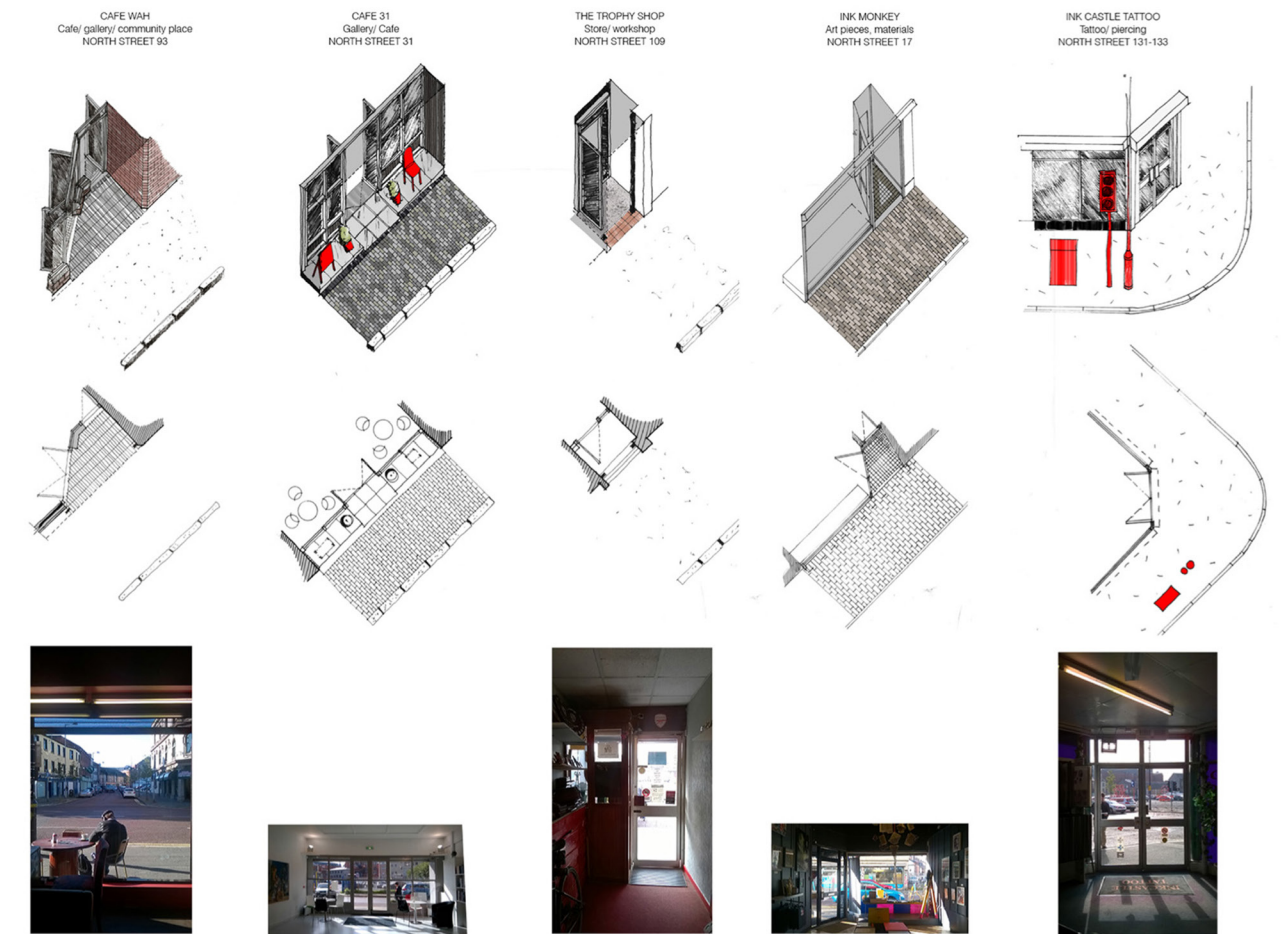 CAFE WAH
Cafe/ gallery/ community place
NORTH STREET 93
CAFE 31
Gallery/ Cafe
NORTH STREET 31
THE TROPHY SHOP
Store/ workshop
NORTH STREET 109
INK MONKEY
Art pieces, materials
NORTH STREET 17
INK CASTLE TATTOO
Tattoo/ piercing
NORTH STREET 131-133